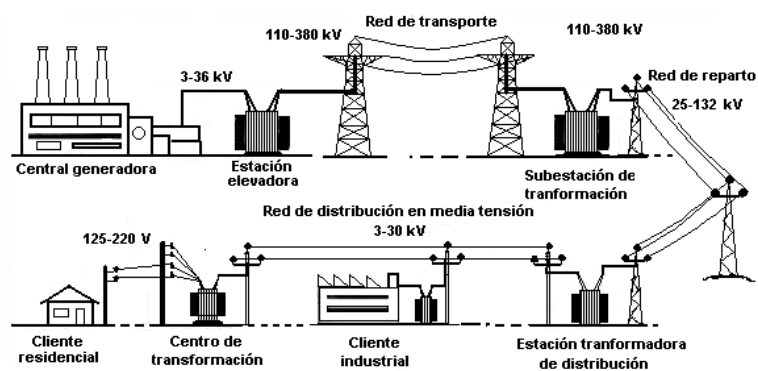 Red de transporte
110-380 kV
110-380 kV
3-36 kV
Red de reparto
25-132 kV
Central generadora
Estación
elevadora
Subestación de
tranformación
Red de distribución en media tensión
3-30 kV
125-220 V
Cliente
residencial
Centro de
transformación
Cliente
industrial
Estación tranformadora
de distribución